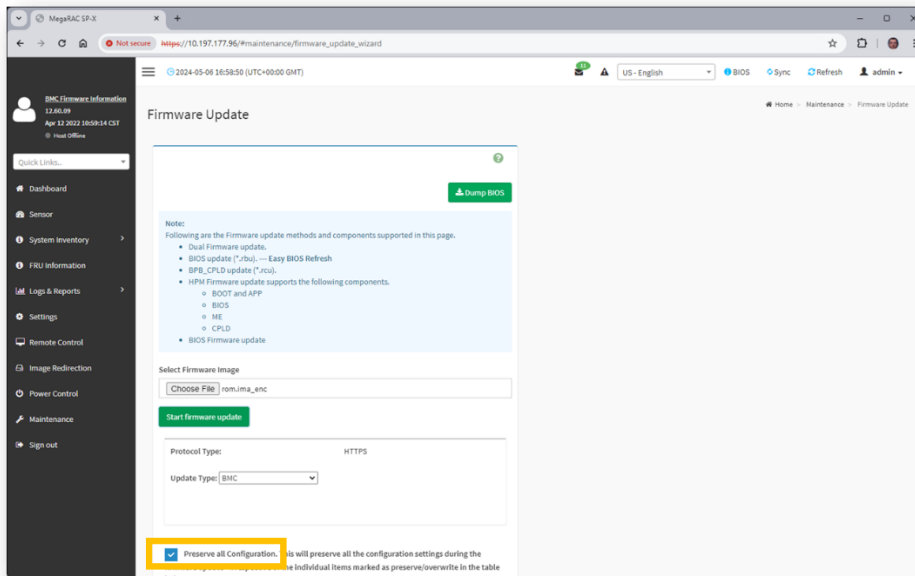 MegaRAC SP-X
Not secure https://10.197.177.96/#maintenance/firmware_update_wizard
2024-05-06 16:58:50 (UTC+00:00 GMT)
US - English
BIOS
Sync
Refresh
admin
BMC Firmware Information
12.60.09
Apr 12 2022 10:59:14 CST
Host Offline
Quick Links...
Dashboard
Sensor
System Inventory
FRU Information
Logs & Reports
Settings
Remote Control
Image Redirection
Power Control
Maintenance
Sign out
Firmware Update
Home > Maintenance > Firmware Update
Dump BIOS
Note:
Following are the Firmware update methods and components supported in this page.
Dual Firmware update.
BIOS update (*.rbu). --- Easy BIOS Refresh
BPB_CPLD update (*.rcu).
HPM Firmware update supports the following components.
BOOT and APP
BIOS
ME
CPLD
BIOS Firmware update
Select Firmware Image
Choose File rom.ima_enc
Start firmware update
Protocol Type: HTTPS
Update Type: BMC
Preserve all Configuration. This will preserve all the configuration settings during the
the individual items marked as preserve/overwrite in the table